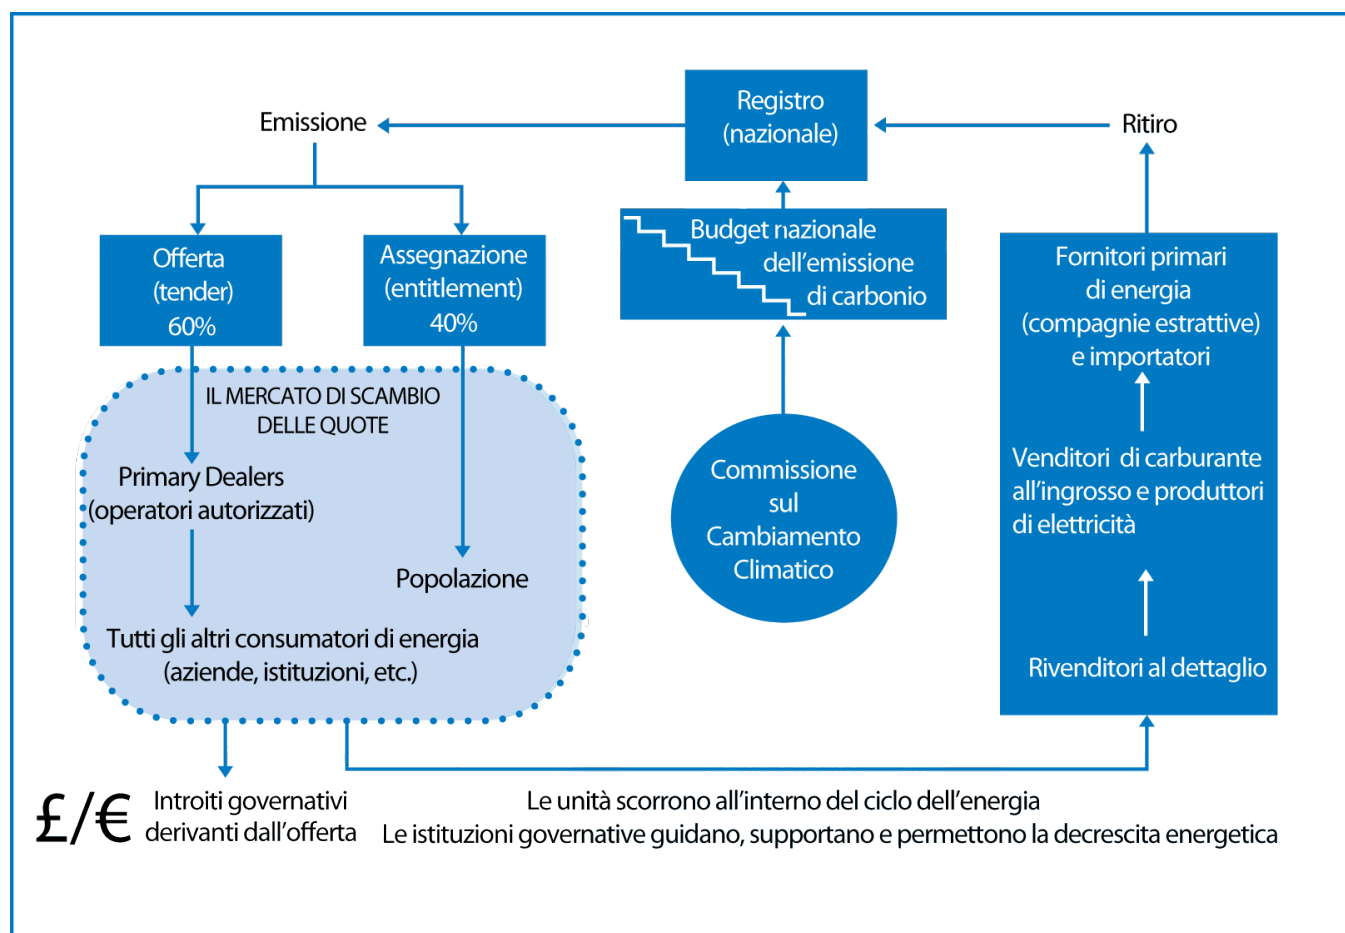 Emissione
Registro
(nazionale)
Ritiro
Offerta
(tender)
60%
Assegnazione
(entitlement)
40%
Budget nazionale
dell’emissione
di carbonio
Fornitori primari
di energia
(compagnie estrattive)
e importatori
IL MERCATO DI SCAMBIO
DELLE QUOTE
Primary Dealers
(operatori autorizzati)
Popolazione
Tutti gli altri consumatori di energia
(aziende, istituzioni, etc.)
Commissione
sul
Cambiamento
Climatico
Venditori di carburante
all’ingrosso e produttori
di elettricità
Rivenditori al dettaglio
£/€
Introiti governativi
derivanti dall’offerta
Le unità scorrono all’interno del ciclo dell’energia
Le istituzioni governative guidano, supportano e permettono la decrescita energetica